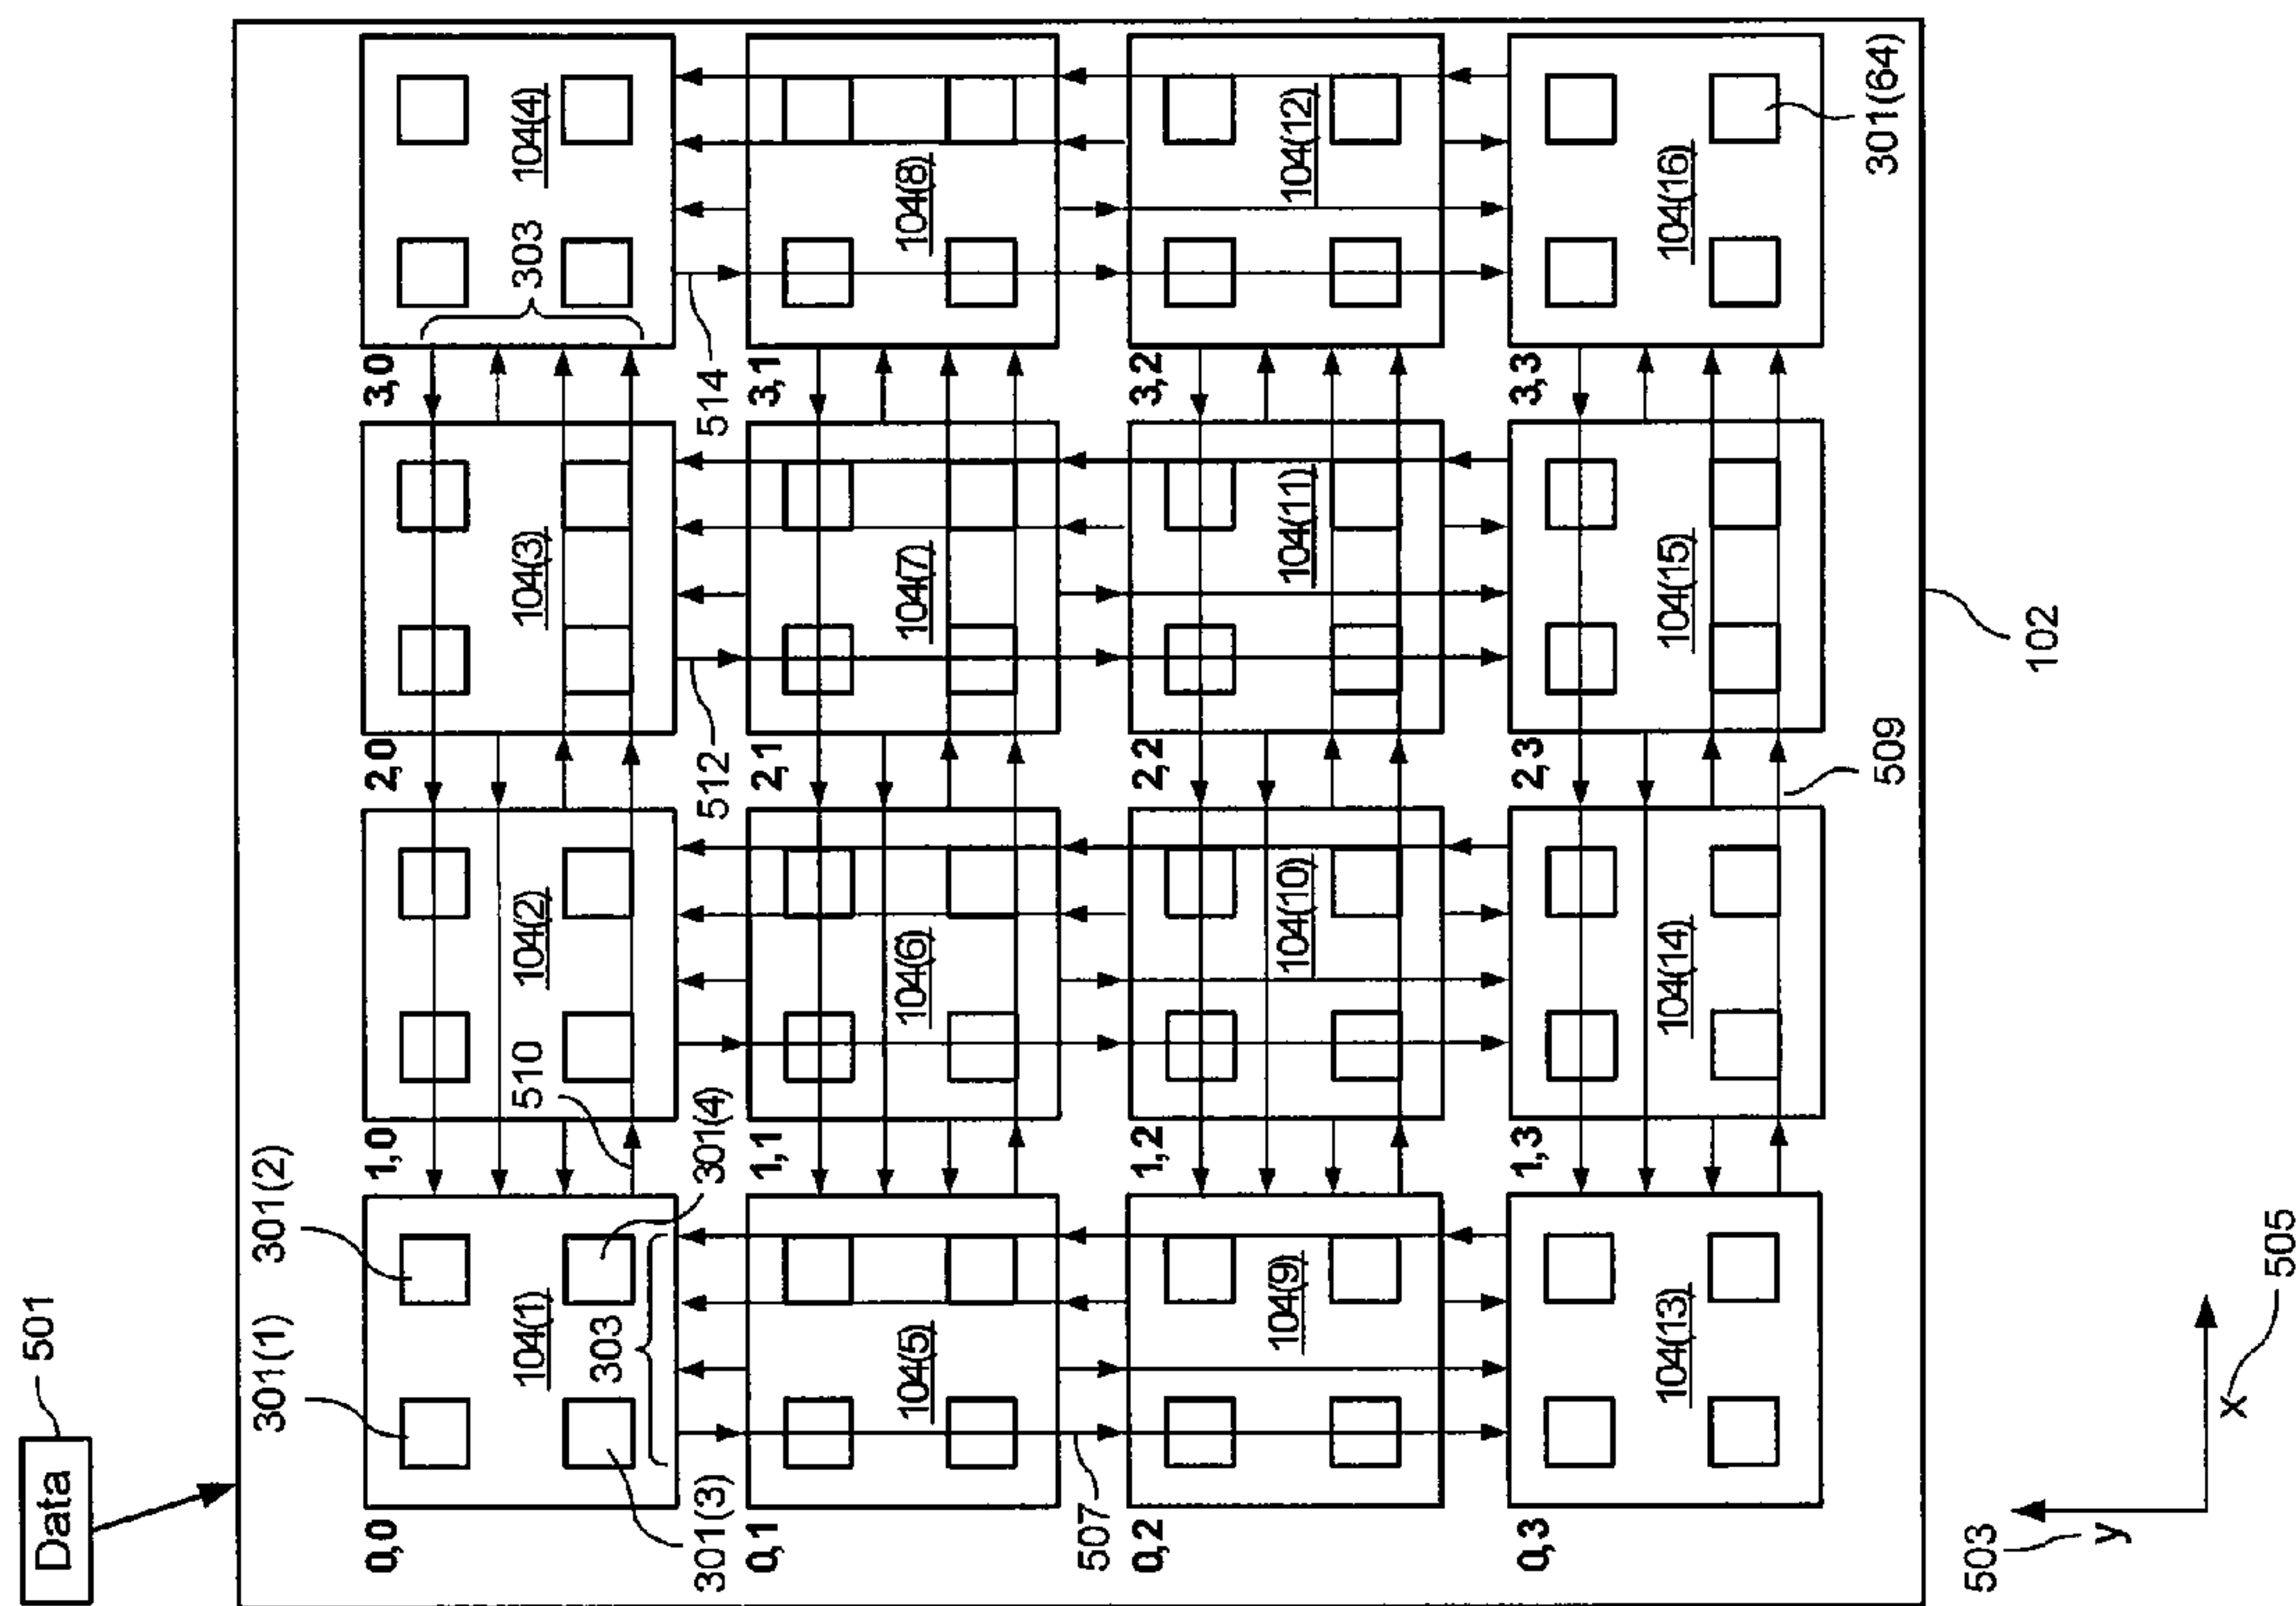 Data 501
301(1) 301(2)
0,0 1,0 2,0 3,0
104(1) 510 104(2) 104(3) 104(4)
303 303
301(3) 301(4) 512 514
0,1 1,1 2,1 3,1
104(5) 104(6) 104(7) 104(8)
507
0,2 1,2 2,2 3,2
104(9) 104(10) 104(11) 104(12)
0,3 1,3 2,3 3,3
104(13) 104(14) 104(15) 104(16)
509 301(64)
503 102
y
x
505